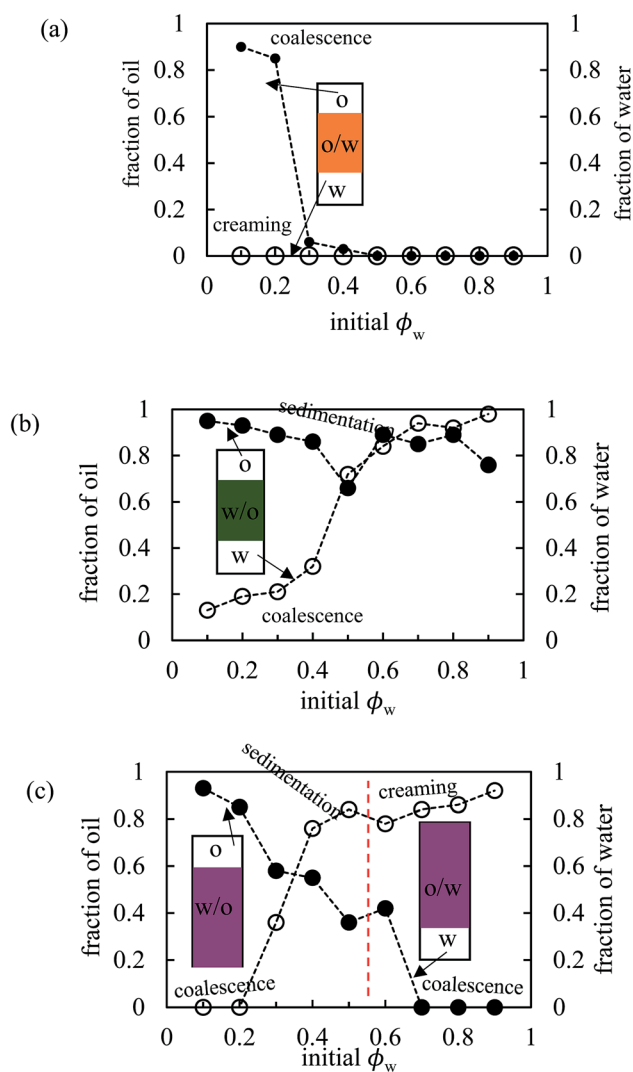 (a)
fraction of oil
fraction of water
1
0.8
0.6
0.4
0.2
0
1
0.8
0.6
0.4
0.2
0
coalescence
o
o/w
w
creaming
0
0.2
0.4
0.6
0.8
1
initial ϕw
(b)
fraction of oil
fraction of water
1
0.8
0.6
0.4
0.2
0
1
0.8
0.6
0.4
0.2
0
sedimentation
o
w/o
w
coalescence
0
0.2
0.4
0.6
0.8
1
initial ϕw
(c)
fraction of oil
fraction of water
1
0.8
0.6
0.4
0.2
0
1
0.8
0.6
0.4
0.2
0
sedimentation
creaming
o
w/o
o/w
w
coalescence
coalescence
0
0.2
0.4
0.6
0.8
1
initial ϕw